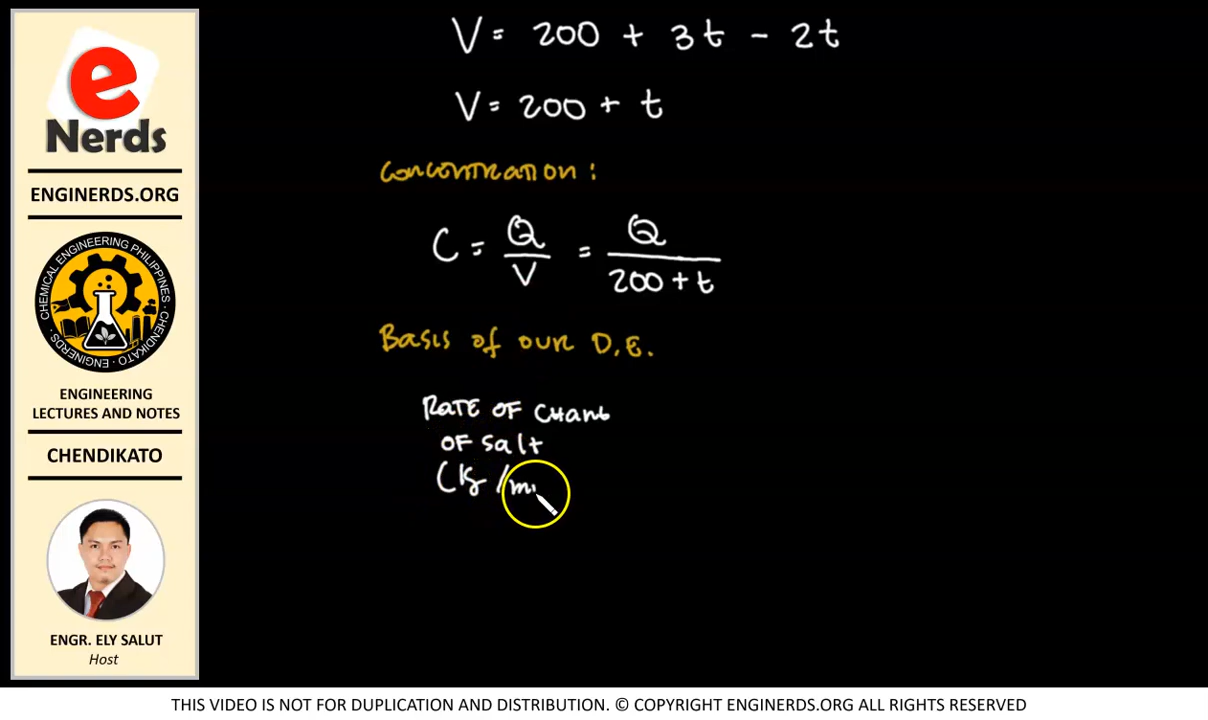 e
Nerds
ENGINERDS.ORG
CHEMICAL ENGINEERING PHILIPPINES
CHENDIKATO · ENGINERDS ·
ENGINEERING
LECTURES AND NOTES
CHENDIKATO
ENGR. ELY SALUT
Host
V = 200 + 3t - 2t
V = 200 + t
Concentration:
C = Q/V = Q/(200 + t)
Basis of our D.E.
RATE OF CHANG
OF Salt
(kg / mi
THIS VIDEO IS NOT FOR DUPLICATION AND DISTRIBUTION. © COPYRIGHT ENGINERDS.ORG ALL RIGHTS RESERVED